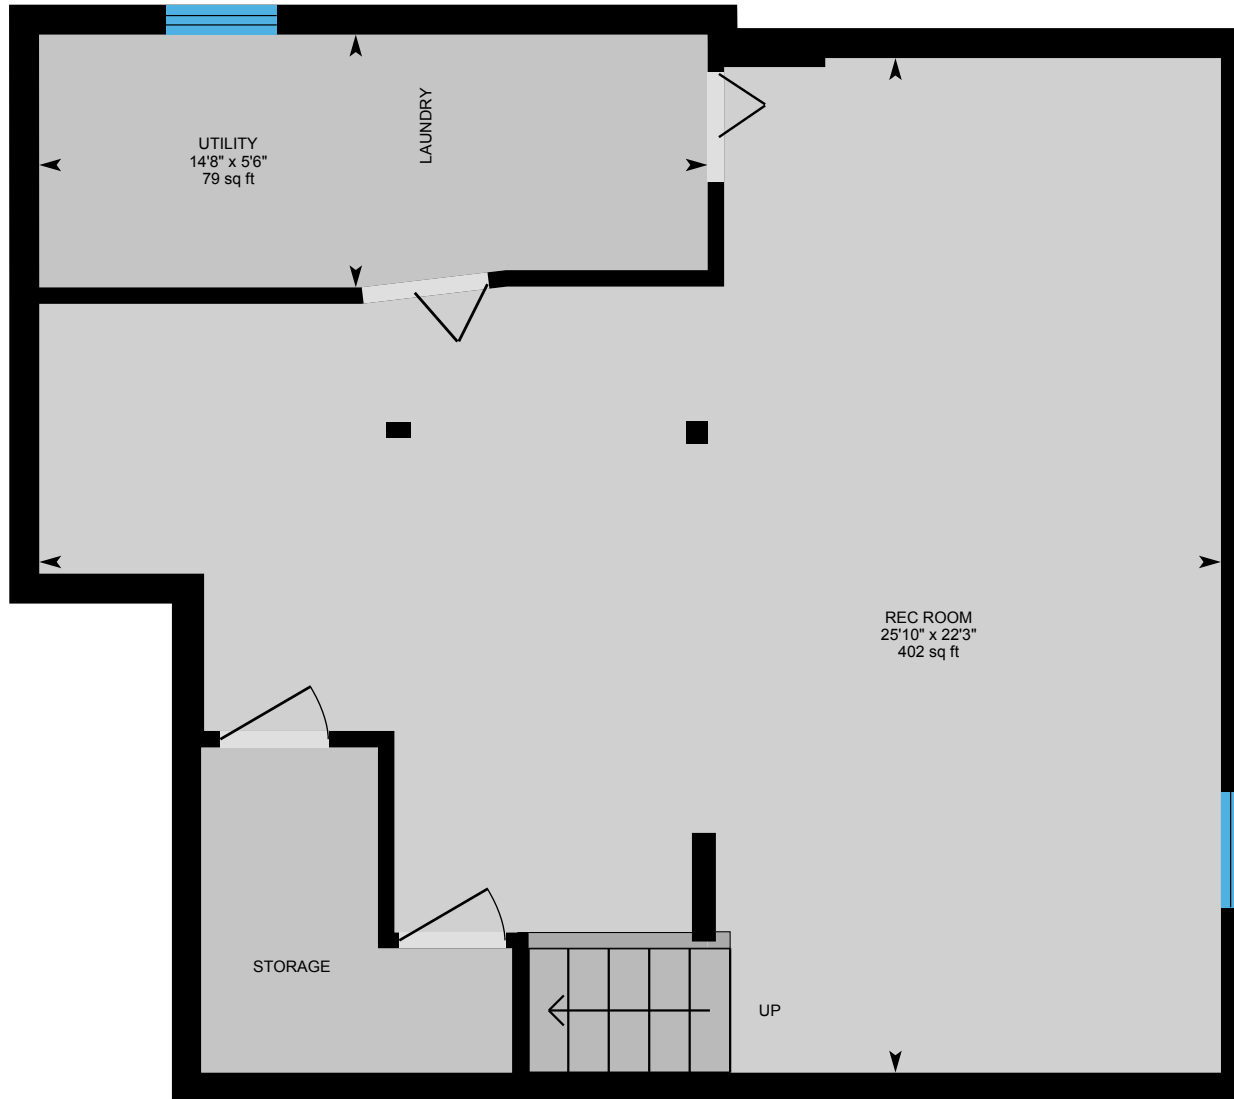 UTILITY
14'8" x 5'6"
79 sq ft
LAUNDRY
REC ROOM
25'10" x 22'3"
402 sq ft
STORAGE
UP